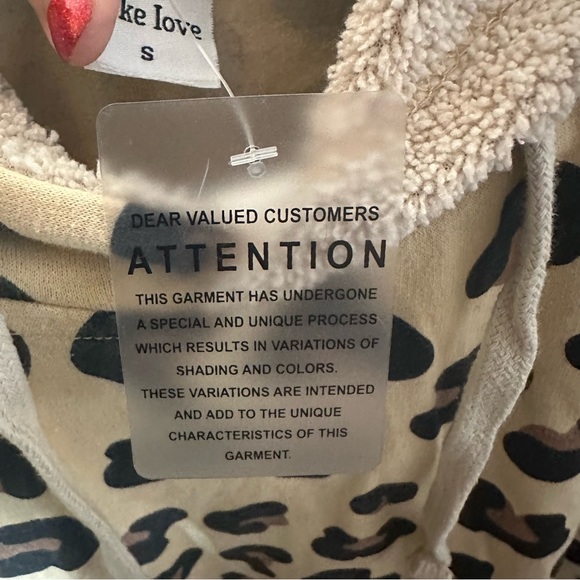 ke love
S
DEAR VALUED CUSTOMERS
ATTENTION
THIS GARMENT HAS UNDERGONE
A SPECIAL AND UNIQUE PROCESS
WHICH RESULTS IN VARIATIONS OF
SHADING AND COLORS.
THESE VARIATIONS ARE INTENDED
AND ADD TO THE UNIQUE
CHARACTERISTICS OF THIS
GARMENT.